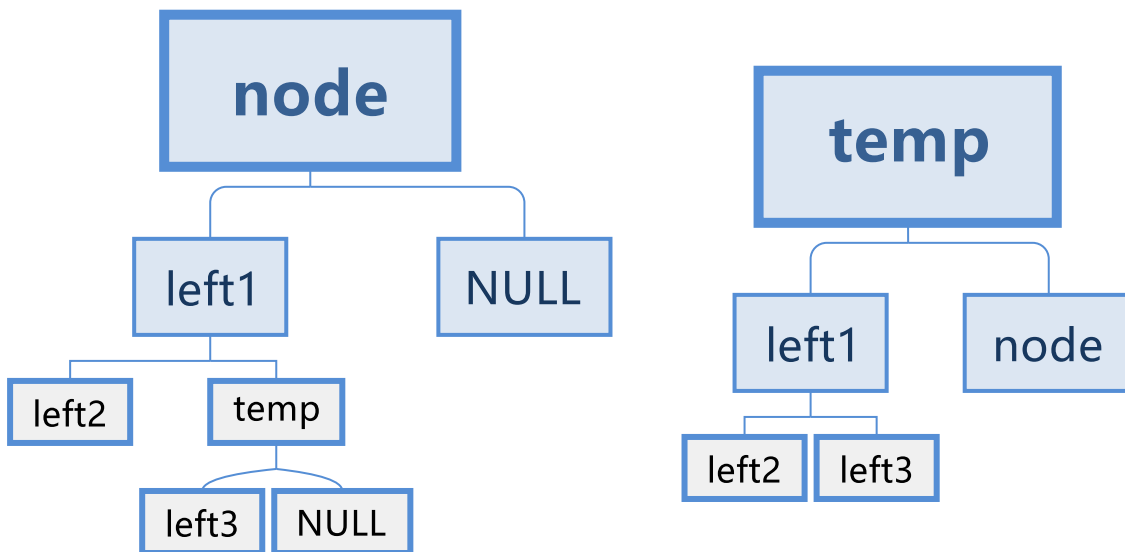 node
left1
NULL
left2
temp
left3
NULL
temp
left1
node
left2
left3